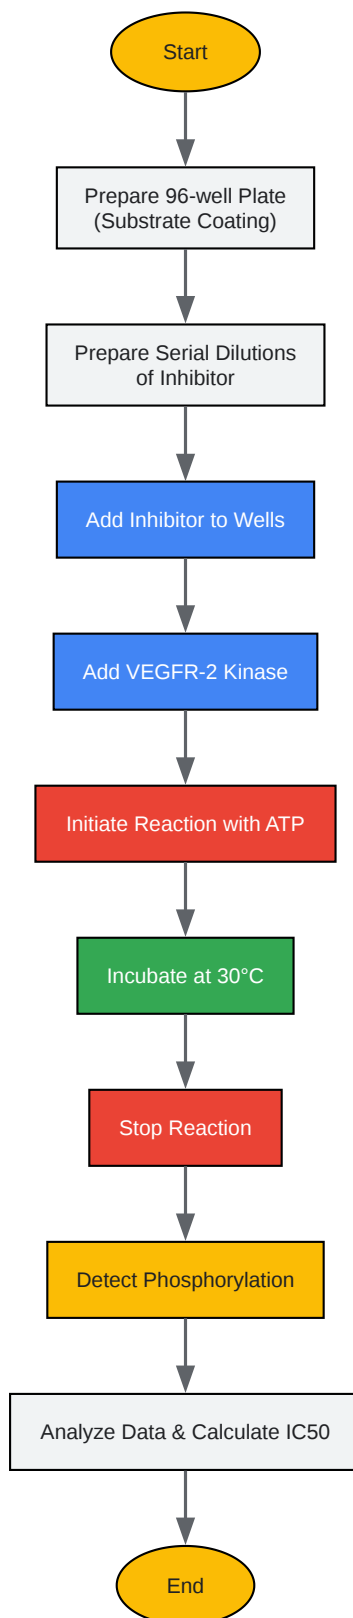 Start
Prepare 96-well Plate
(Substrate Coating)
Prepare Serial Dilutions
of Inhibitor
Add Inhibitor to Wells
Add VEGFR-2 Kinase
Initiate Reaction with ATP
Incubate at 30°C
Stop Reaction
Detect Phosphorylation
Analyze Data & Calculate IC50
End